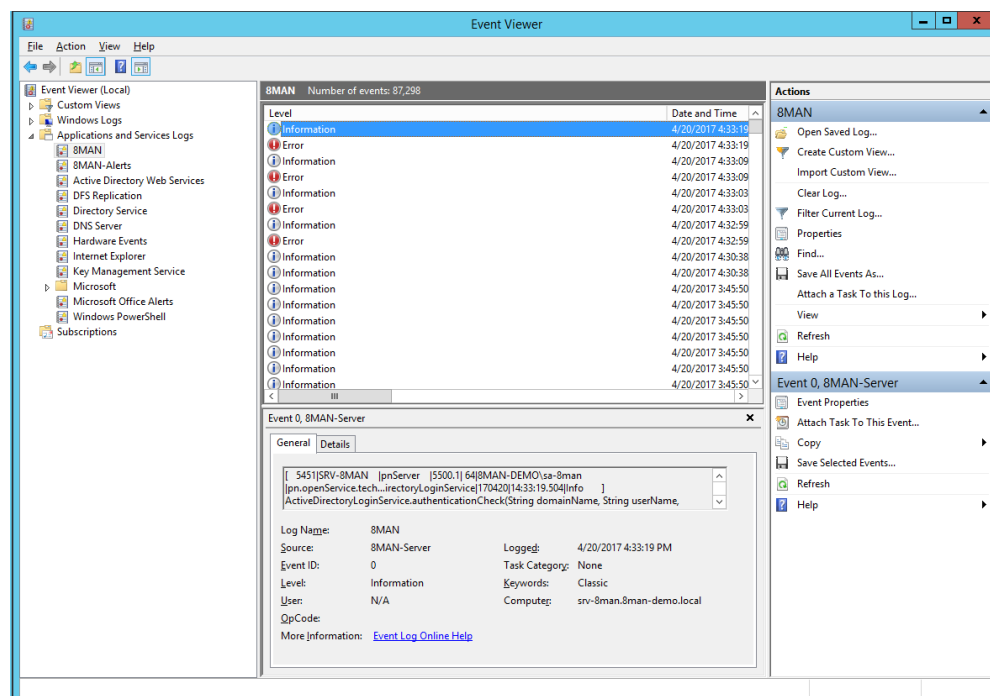 Event Viewer
File Action View Help
Event Viewer (Local)
Custom Views
Windows Logs
Applications and Services Logs
8MAN
8MAN-Alerts
Active Directory Web Services
DFS Replication
Directory Service
DNS Server
Hardware Events
Internet Explorer
Key Management Service
Microsoft
Microsoft Office Alerts
Windows PowerShell
Subscriptions
8MAN Number of events: 87,298
Level Date and Time
Information 4/20/2017 4:33:19
Error 4/20/2017 4:33:19
Information 4/20/2017 4:33:09
Error 4/20/2017 4:33:09
Information 4/20/2017 4:33:03
Error 4/20/2017 4:33:03
Information 4/20/2017 4:32:59
Error 4/20/2017 4:32:59
Information 4/20/2017 4:30:38
Information 4/20/2017 4:30:38
Information 4/20/2017 3:45:50
Information 4/20/2017 3:45:50
Information 4/20/2017 3:45:50
Information 4/20/2017 3:45:50
Information 4/20/2017 3:45:50
Information 4/20/2017 3:45:50
Information 4/20/2017 3:45:50
Event 0, 8MAN-Server
General Details
[ 5451|SRV-8MAN |pnServer |5500.1| 64|8MAN-DEMO\sa-8man
|pn.openService.tech...irectoryLoginService|170420|14:33:19.504|Info ]
ActiveDirectoryLoginService.authenticationCheck(String domainName, String userName,
Log Name: 8MAN
Source: 8MAN-Server Logged: 4/20/2017 4:33:19 PM
Event ID: 0 Task Category: None
Level: Information Keywords: Classic
User: N/A Computer: srv-8man.8man-demo.local
OpCode:
More Information: Event Log Online Help
Actions
8MAN
Open Saved Log...
Create Custom View...
Import Custom View...
Clear Log...
Filter Current Log...
Properties
Find...
Save All Events As...
Attach a Task To this Log...
View
Refresh
Help
Event 0, 8MAN-Server
Event Properties
Attach Task To This Event...
Copy
Save Selected Events...
Refresh
Help